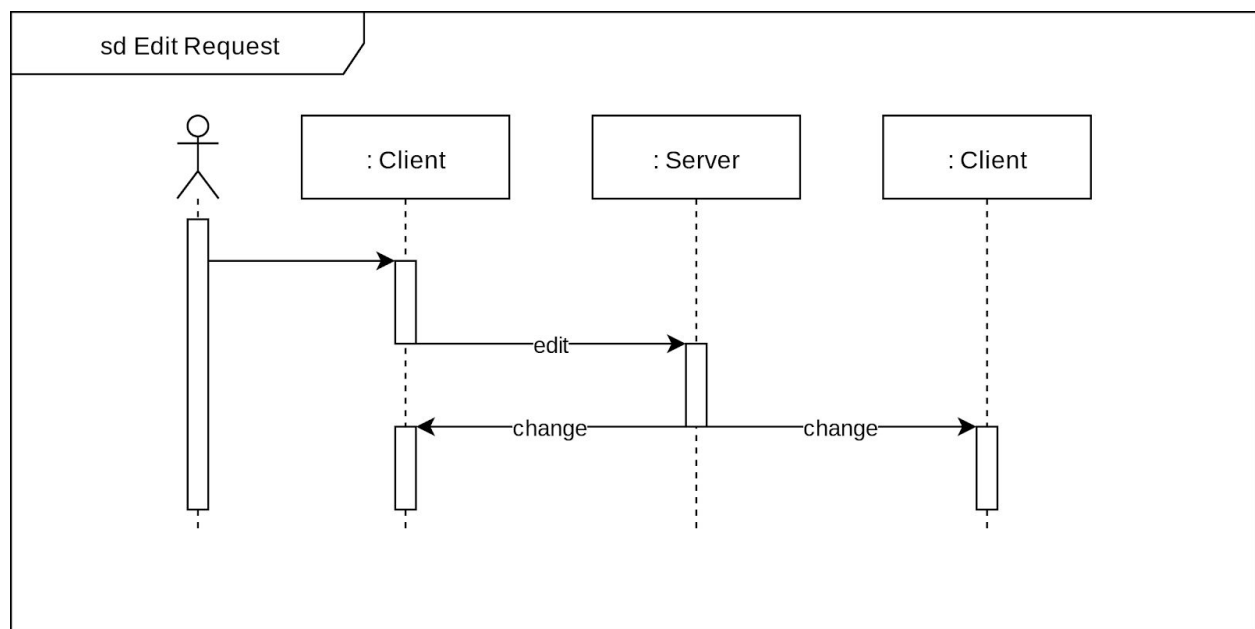 sd Edit Request
: Client
: Server
: Client
edit
change
change